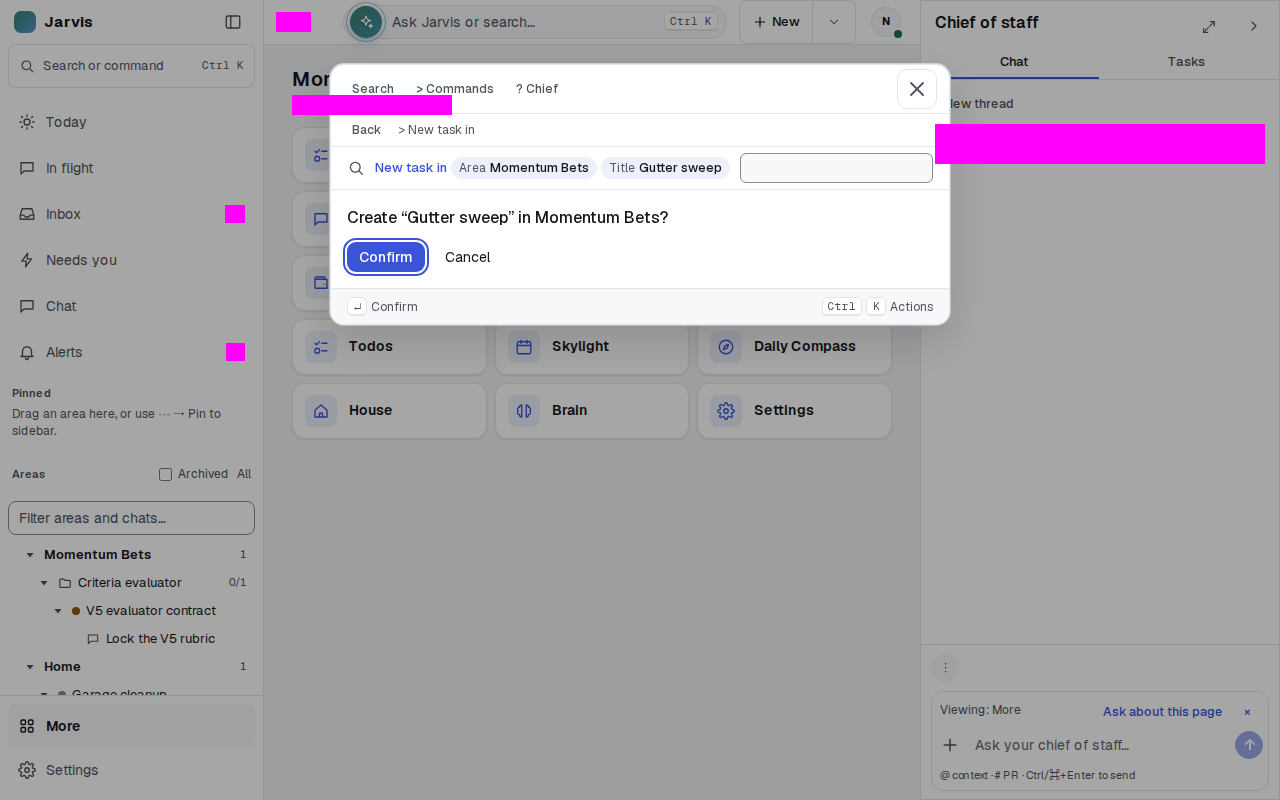 Jarvis
Search or command Ctrl K
Today
In flight
Inbox
Needs you
Chat
Alerts
Pinned
Drag an area here, or use ··· → Pin to
sidebar.
Areas Archived All
Filter areas and chats…
Momentum Bets 1
Criteria evaluator 0/1
V5 evaluator contract
Lock the V5 rubric
Home 1
Garage cleanup
More
Settings
Ask Jarvis or search… Ctrl K
New
N
Search > Commands ? Chief
Back > New task in
New task in Area Momentum Bets Title Gutter sweep
Create “Gutter sweep” in Momentum Bets?
Confirm Cancel
↵ Confirm Ctrl K Actions
Todos Skylight Daily Compass
House Brain Settings
Chief of staff
Chat Tasks
Viewing: More Ask about this page ×
Ask your chief of staff…
@ context · # PR · Ctrl/⌘+Enter to send